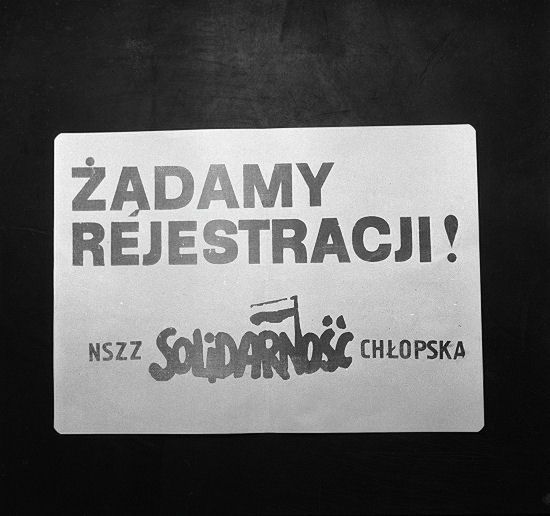 ŻĄDAMY
REJESTRACJI!
NSZZ SOLIDARNOŚĆ CHŁOPSKA